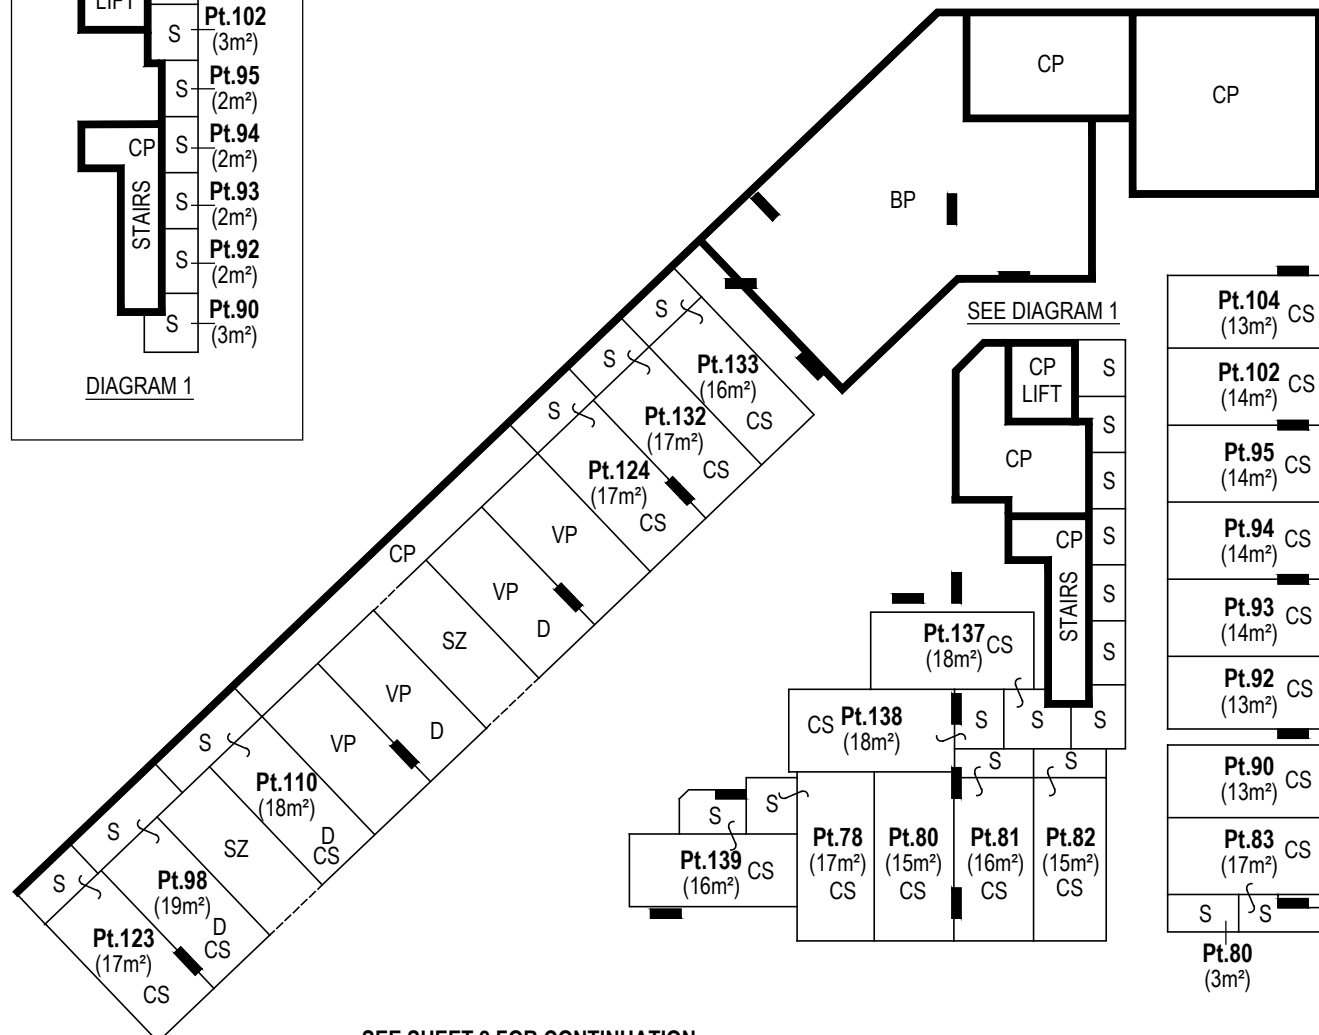 LIFT
Pt.102
S
(3m²)
Pt.95
S
(2m²)
Pt.94
CP
S
(2m²)
Pt.93
S
(2m²)
STAIRS
Pt.92
S
(2m²)
Pt.90
S
(3m²)
DIAGRAM 1
CP
CP
BP
SEE DIAGRAM 1
S
Pt.133
(16m²)
CS
S
Pt.132
(17m²)
CS
S
Pt.124
(17m²)
CS
CP
VP
VP
D
SZ
VP
D
VP
S
Pt.110
(18m²)
D
CS
SZ
S
Pt.98
(19m²)
D
CS
S
Pt.123
(17m²)
CS
CP
LIFT
S
S
CP
S
S
CP
S
STAIRS
S
Pt.137
CS
(18m²)
CS
Pt.138
(18m²)
S
S
S
S
S
S
S
Pt.139
CS
(16m²)
Pt.78
(17m²)
CS
Pt.80
(15m²)
CS
Pt.81
(16m²)
CS
Pt.82
(15m²)
CS
Pt.104
(13m²)
CS
Pt.102
(14m²)
CS
Pt.95
(14m²)
CS
Pt.94
(14m²)
CS
Pt.93
(14m²)
CS
Pt.92
(13m²)
CS
Pt.90
(13m²)
CS
Pt.83
(17m²)
CS
S
S
Pt.80
(3m²)
SEE SHEET
FOR CONTINUATION